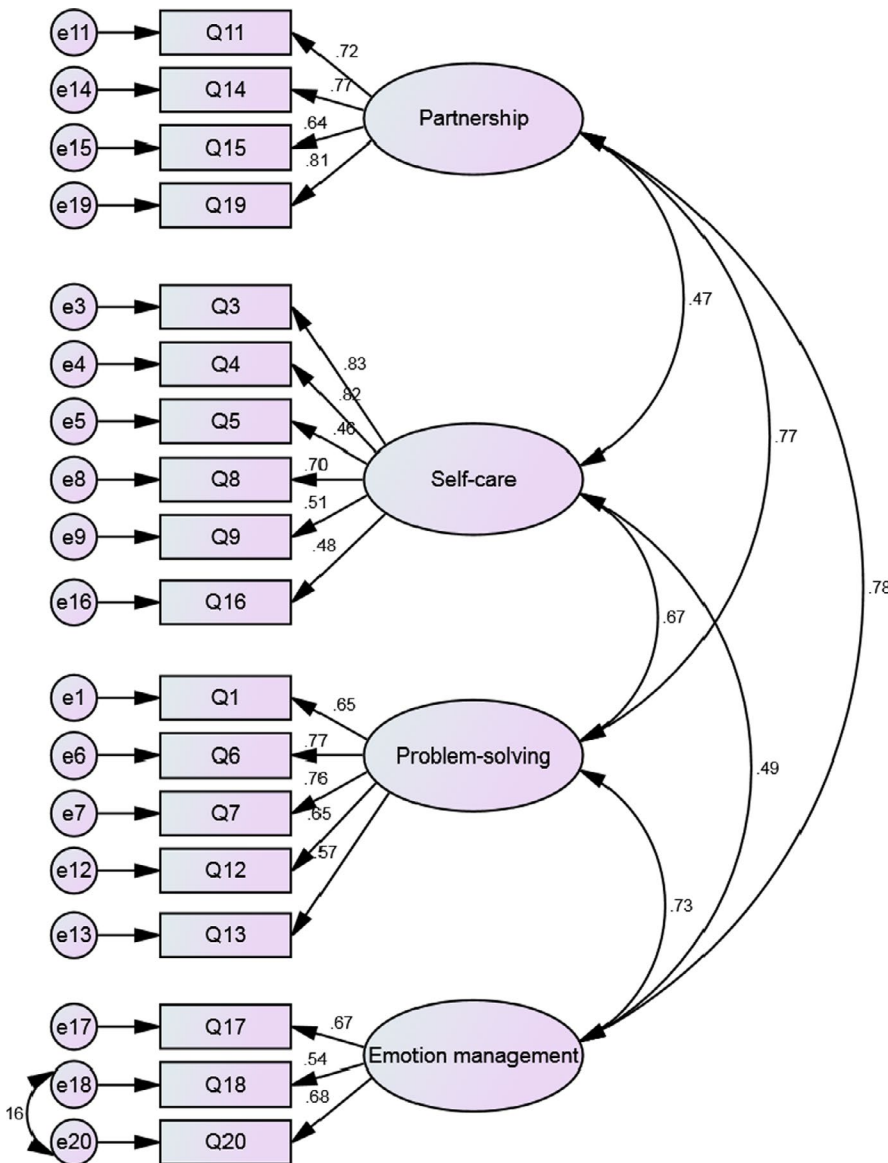 e11 Q11 .72
e14 Q14 .77 Partnership
e15 Q15 .64
e19 Q19 .81
e3 Q3 .47
e4 Q4 .83
e5 Q5 .82
.46 .77
e8 Q8 .70 Self-care
e9 Q9 .51
.48
e16 Q16 .78
.67
e1 Q1 .65
e6 Q6 .77 Problem-solving
.76 .49
e7 Q7 .65
e12 Q12 .57
.73
e13 Q13
e17 Q17 .67
Emotion management
e18 Q18 .54
16 .68
e20 Q20